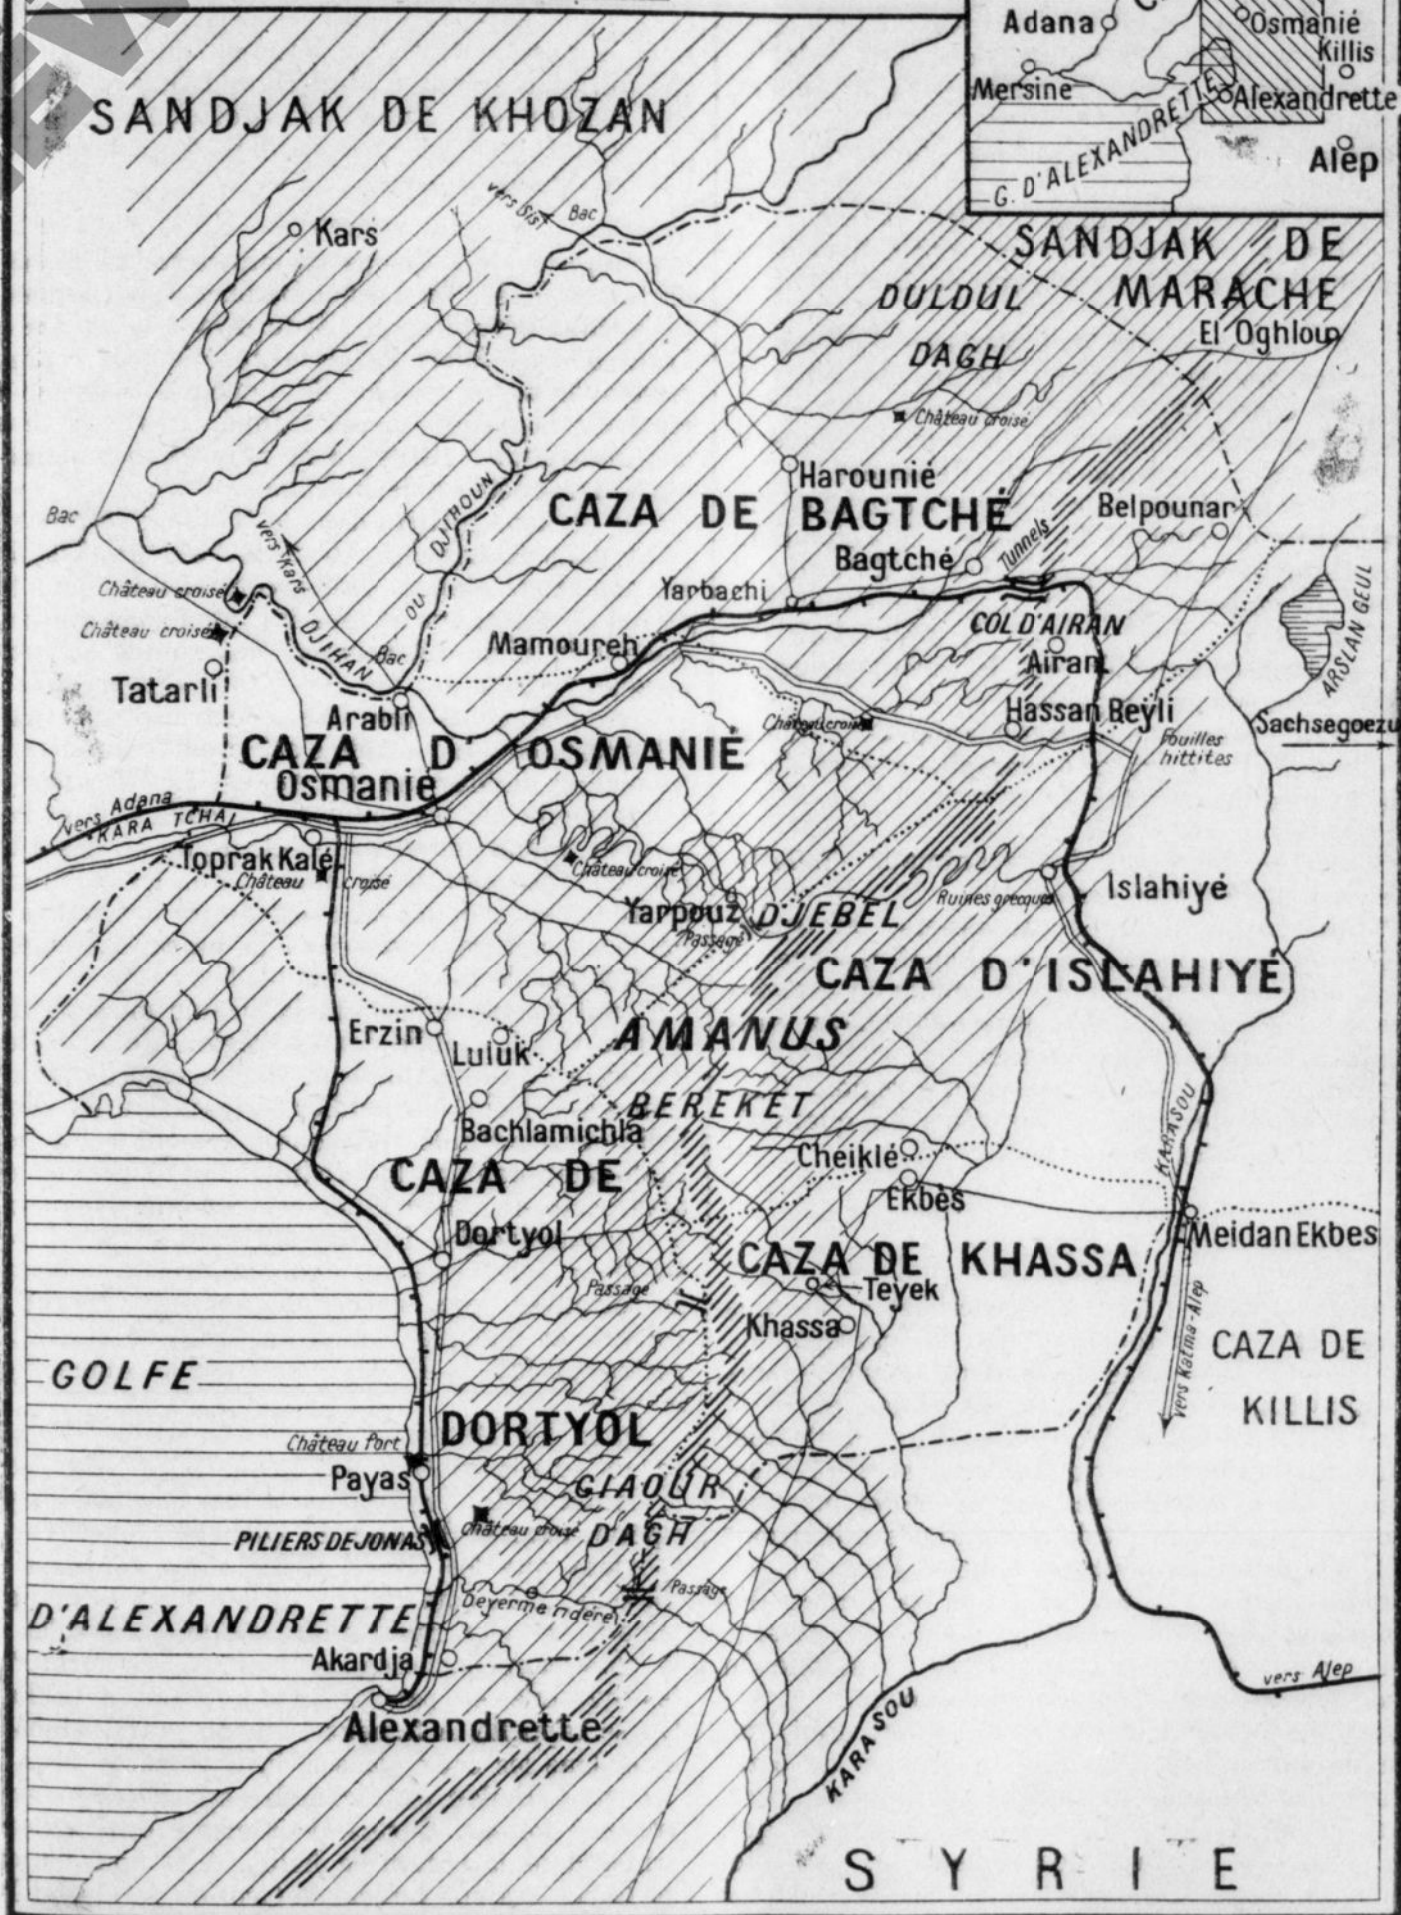 Adana
Osmanié
Killis
Mersine
Alexandrette
G. D'ALEXANDRETTE
Alep
SANDJAK DE KHOZAN
vers Sis
Bac
Kars
SANDJAK DE
MARACHE
DULDUL
DAGH
El Oghloup
Château croisé
Harounié
CAZA DE BAGTCHÉ
Belpounar
Bac
DJIHOUN
OU
DJIHAN
vers Kars
Bagtché
Tunnels
Yarbachi
Château croisé
Château croisé
COL D'AIRAN
Airan
ARSLAN GEUL
Mamoureh
Bac
Tatarli
Arabli
Château croisé
Hassan Beyli
Sachsegoezu
Fouilles
hittites
CAZA D'OSMANIÉ
Osmanié
vers Adana
KARA TCHAI
Toprak Kalé
Château croisé
Château croisé
Yarpouz
Passage
DJEBEL
Ruines grecques
Islahiyé
CAZA D'ISLAHIYÉ
AMANUS
Erzin
Luluk
BEREKET
Bachlamichla
KARASOU
Cheiklé
Ekbès
CAZA DE
Dortyol
Meidan Ekbes
CAZA DE KHASSA
Passage
Teyek
Khassa
vers Katma-Alep
CAZA DE
KILLIS
GOLFE
DORTYOL
Château Fort
Payas
GIAOUR
DAGH
PILIERS DE JONAS
Château croisé
Passage
D'ALEXANDRETTE
Akardja
vers Alep
Alexandrette
KARA SOU
SYRIE